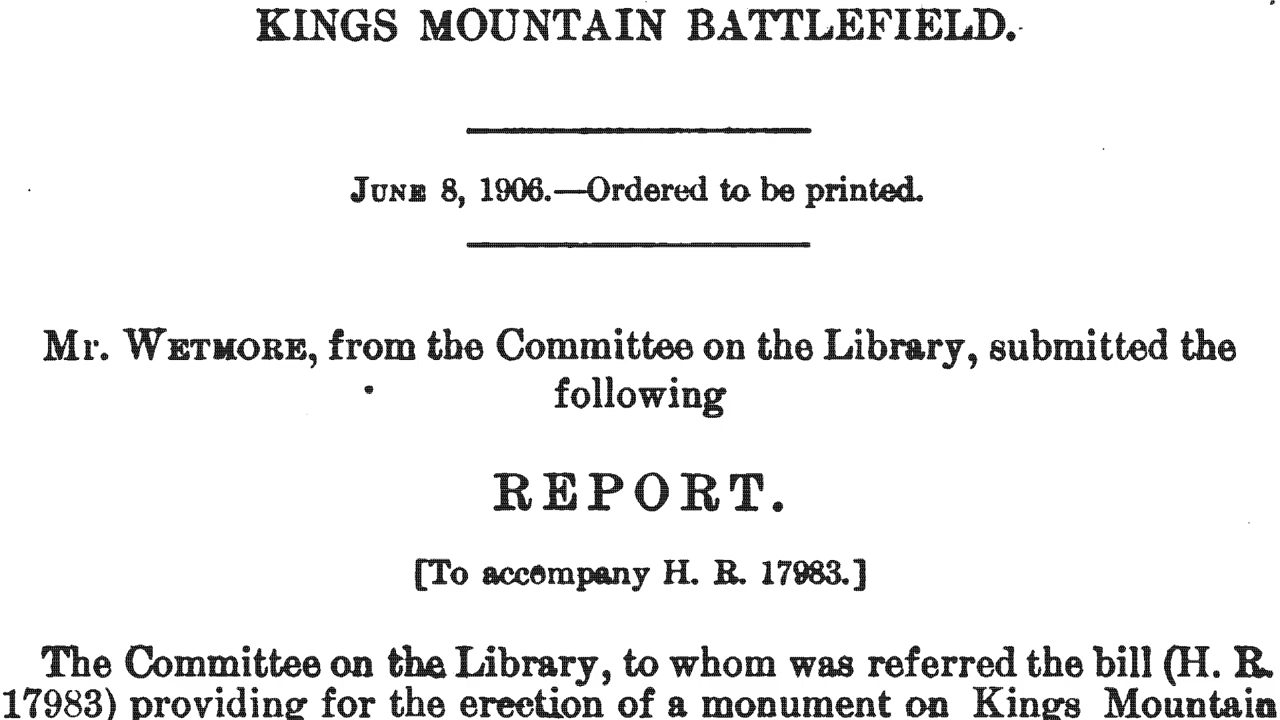 KINGS MOUNTAIN BATTLEFIELD.
JUNE 8, 1906.—Ordered to be printed.
Mr. WETMORE, from the Committee on the Library, submitted the
following
REPORT.
[To accompany H. R. 17983.]
The Committee on the Library, to whom was referred the bill (H. R.
17983) providing for the erection of a monument on Kings Mountain